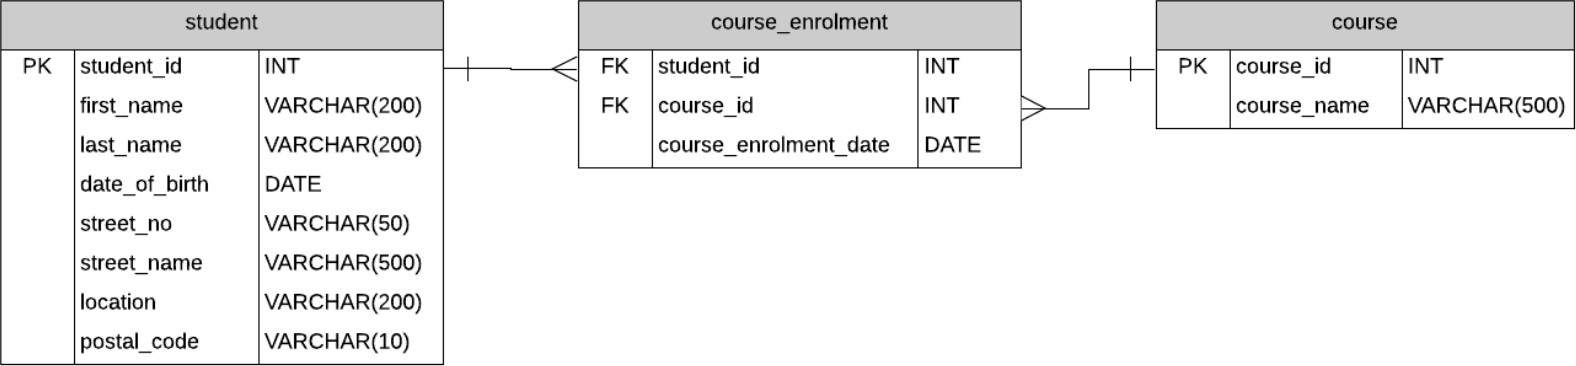 student
PK student_id INT
first_name VARCHAR(200)
last_name VARCHAR(200)
date_of_birth DATE
street_no VARCHAR(50)
street_name VARCHAR(500)
location VARCHAR(200)
postal_code VARCHAR(10)
course_enrolment
FK student_id INT
FK course_id INT
course_enrolment_date DATE
course
PK course_id INT
course_name VARCHAR(500)